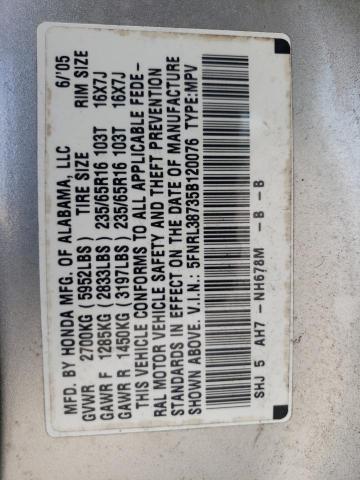 MFD. BY HONDA MFG. OF ALABAMA, LLC 6/'05
GVWR 2700KG (5952LBS) TIRE SIZE RIM SIZE
GAWR F 1285KG (2833LBS) 235/65R16 103T 16X7J
GAWR R 1450KG (3197LBS) 235/65R16 103T 16X7J
THIS VEHICLE CONFORMS TO ALL APPLICABLE FEDE-
RAL MOTOR VEHICLE SAFETY AND THEFT PREVENTION
STANDARDS IN EFFECT ON THE DATE OF MANUFACTURE
SHOWN ABOVE. V.I.N.: 5FNRL38735B120076 TYPE:MPV
SHJ 5 AH7 -NH678M - B - B